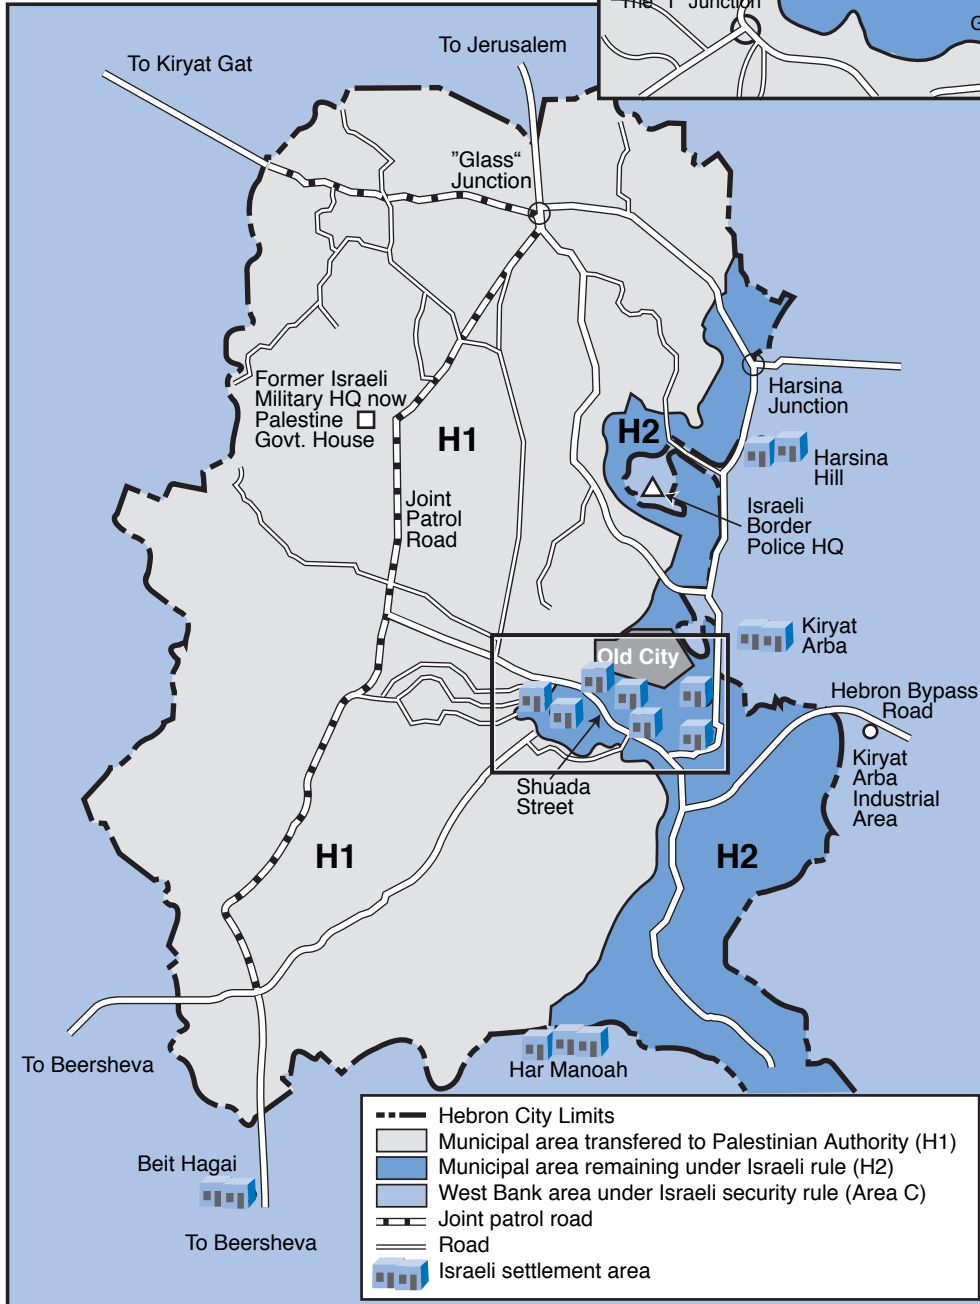 The "T" Junction
G
To Jerusalem
To Kiryat Gat
"Glass“
Junction
Former Israeli
Military HQ now
Palestine
Govt. House
H1
H2
Harsina
Junction
Harsina
Hill
Joint
Patrol
Road
Israeli
Border
Police HQ
Kiryat
Arba
Old City
Hebron Bypass
Road
Kiryat
Arba
Industrial
Area
Shuada
Street
H1
H2
To Beersheva
Har Manoah
Beit Hagai
To Beersheva
Hebron City Limits
Municipal area transfered to Palestinian Authority (H1)
Municipal area remaining under Israeli rule (H2)
West Bank area under Israeli security rule (Area C)
Joint patrol road
Road
Israeli settlement area